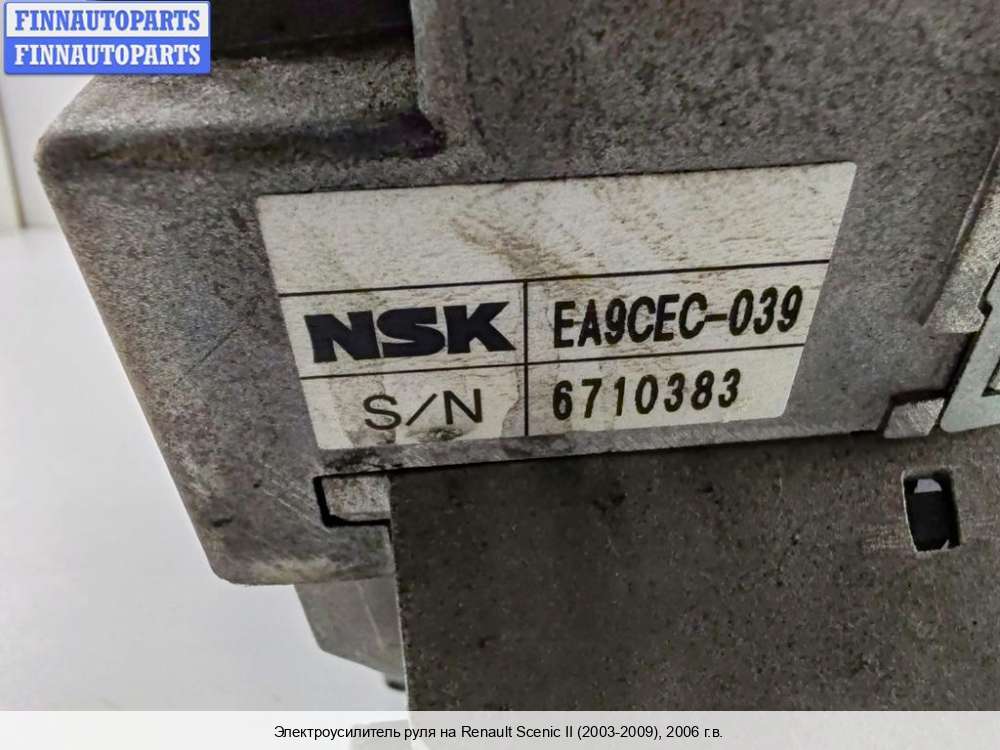 FINNAUTOPARTS
FINNAUTOPARTS
NSK EA9CEC-039
S/N 6710383
Электроусилитель руля на Renault Scenic II (2003-2009), 2006 г.в.